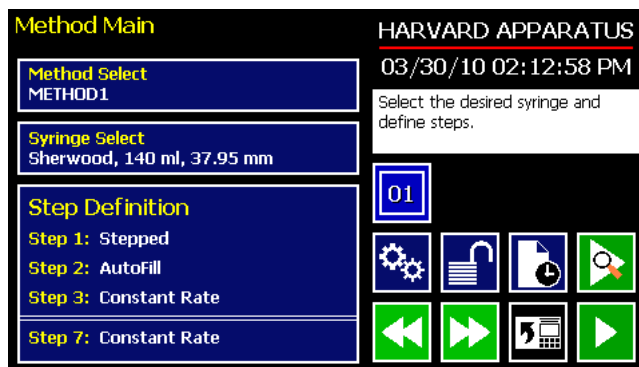 Method Main
Method Select
METHOD1
Syringe Select
Sherwood, 140 ml, 37.95 mm
Step Definition
Step 1: Stepped
Step 2: AutoFill
Step 3: Constant Rate
Step 7: Constant Rate
HARVARD APPARATUS
03/30/10 02:12:58 PM
Select the desired syringe and
define steps.
01